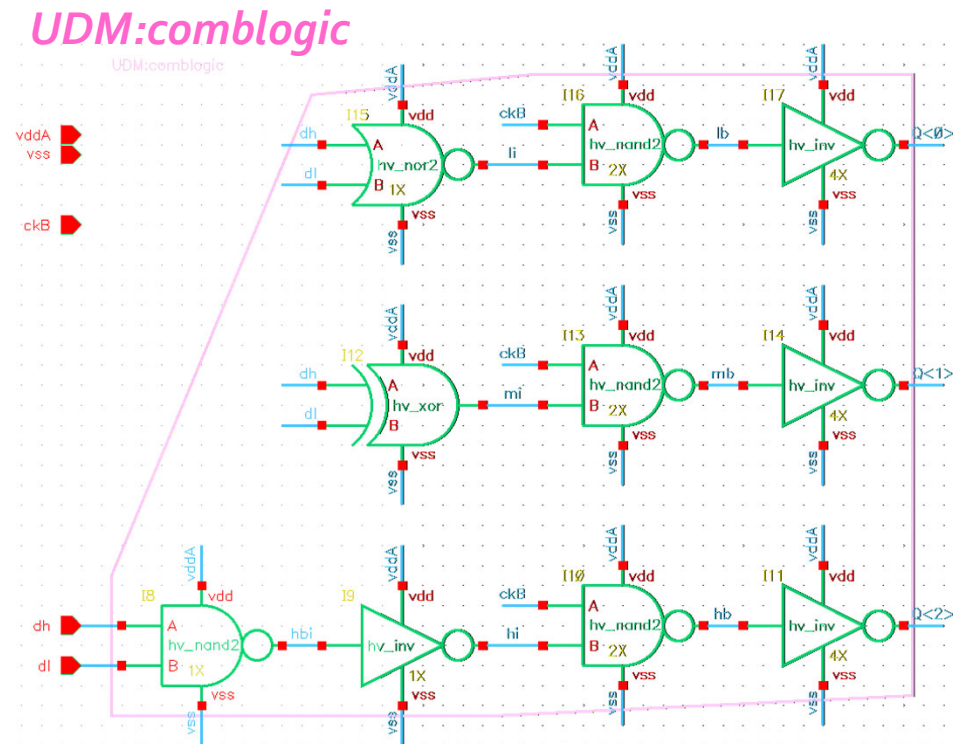 UDM:comblogic
UDM:comblogic
vddA
vss
ckB
I15
vddA
vdd
dh
A
hv_nor2
dl
B
1X
vss
vss
li
I16
vddA
vdd
ckB
A
hv_nand2
B
2X
vss
vss
lb
I17
vddA
vdd
hv_inv
4X
vss
vss
Q<0>
I12
vddA
vdd
dh
A
hv_xor
dl
B
vss
vss
mi
I13
vddA
vdd
ckB
A
hv_nand2
B
2X
vss
vss
mb
I14
vddA
vdd
hv_inv
4X
vss
vss
Q<1>
dh
dl
I8
vddA
vdd
A
hv_nand2
B
1X
vss
vss
hbi
I9
vddA
vdd
hv_inv
1X
vss
vss
hi
I10
vddA
vdd
ckB
A
hv_nand2
B
2X
vss
vss
hb
I11
vddA
vdd
hv_inv
4X
vss
vss
Q<2>